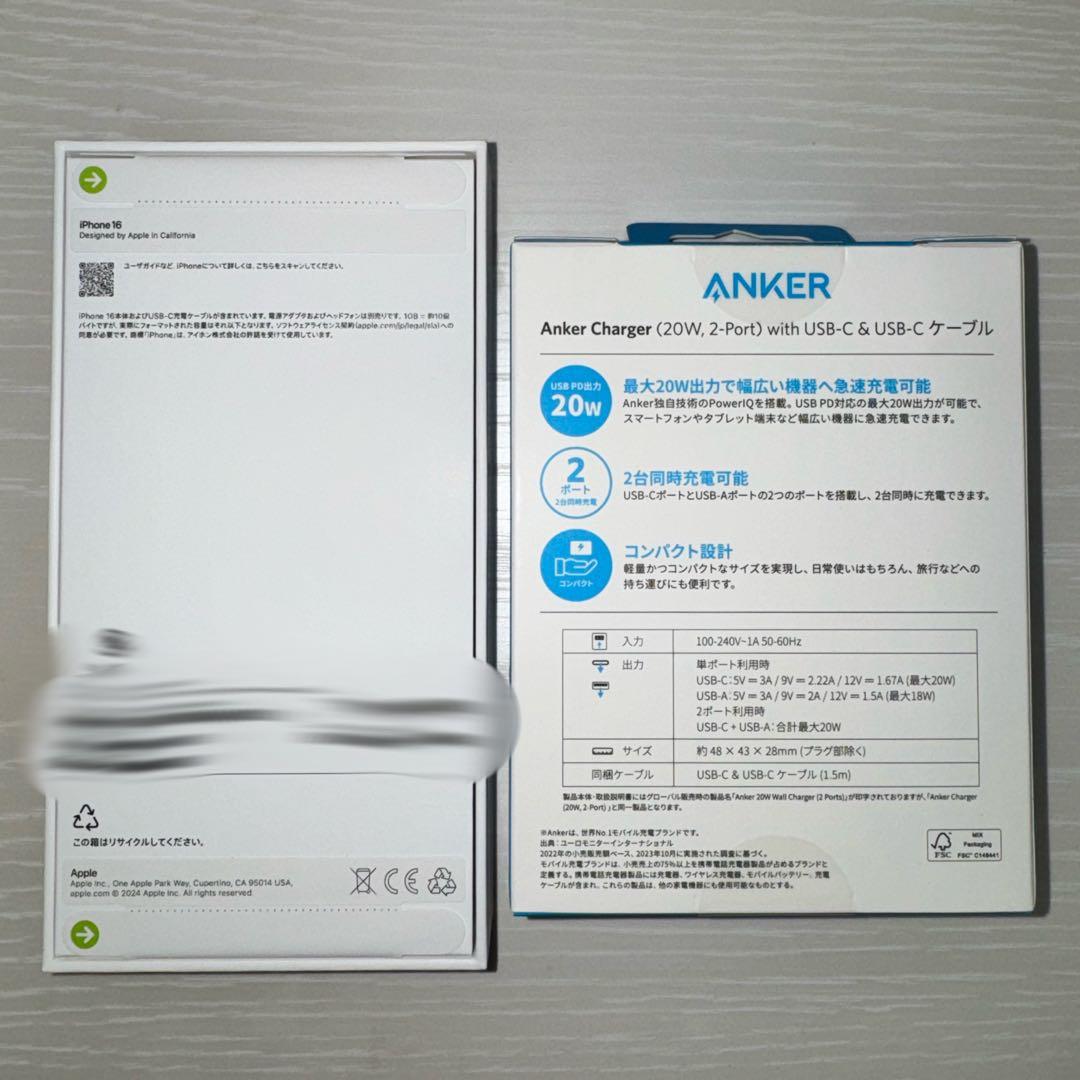 iPhone 16
Designed by Apple in California
ユーザガイドなど、iPhoneについて詳しくは、こちらをスキャンしてください。
iPhone 16本体およびUSB-C充電ケーブルが含まれています。電源アダプタおよびヘッドフォンは別売りです。1GB = 約10億
バイトですが、実際にフォーマットされた容量はそれ以下となります。ソフトウェアライセンス契約(apple.com/jp/legal/sla)への
同意が必要です。商標「iPhone」は、アイホン株式会社の許諾を受けて使用しています。
この箱はリサイクルしてください。
Apple
Apple Inc., One Apple Park Way, Cupertino, CA 95014 USA,
apple.com © 2024 Apple Inc. All rights reserved.
CE
ANKER
Anker Charger (20W, 2-Port) with USB-C & USB-C ケーブル
USB PD出力
20W
最大20W出力で幅広い機器へ急速充電可能
Anker独自技術のPowerIQを搭載。USB PD対応の最大20W出力が可能で、
スマートフォンやタブレット端末など幅広い機器に急速充電できます。
2
ポート
2台同時充電
2台同時充電可能
USB-CポートとUSB-Aポートの2つのポートを搭載し、2台同時に充電できます。
コンパクト
コンパクト設計
軽量かつコンパクトなサイズを実現し、日常使いはもちろん、旅行などへの
持ち運びにも便利です。
入力 100-240V~1A 50-60Hz
出力 単ポート利用時
USB-C：5V ⎓ 3A / 9V ⎓ 2.22A / 12V ⎓ 1.67A (最大20W)
USB-A：5V ⎓ 3A / 9V ⎓ 2A / 12V ⎓ 1.5A (最大18W)
2ポート利用時
USB-C + USB-A：合計最大20W
サイズ 約 48 × 43 × 28mm (プラグ部除く)
同梱ケーブル USB-C & USB-C ケーブル (1.5m)
製品本体・取扱説明書にはグローバル販売時の製品名「Anker 20W Wall Charger (2 Ports)」が印字されておりますが、「Anker Charger
(20W, 2-Port) 」と同一製品となります。
※Ankerは、世界No.1モバイル充電ブランドです。
出典：ユーロモニターインターナショナル
2022年の小売販売額ベース、2023年10月に実施された調査に基づく。
モバイル充電ブランドは、小売売上の75%以上を携帯電話充電器製品が占めるブランドと
定義する。携帯電話充電器製品には充電器、ワイヤレス充電器、モバイルバッテリー、充電
ケーブルが含まれ、これらの製品は、他の家電機器にも使用可能なものとする。
FSC
MIX
Packaging
FSC® C148441